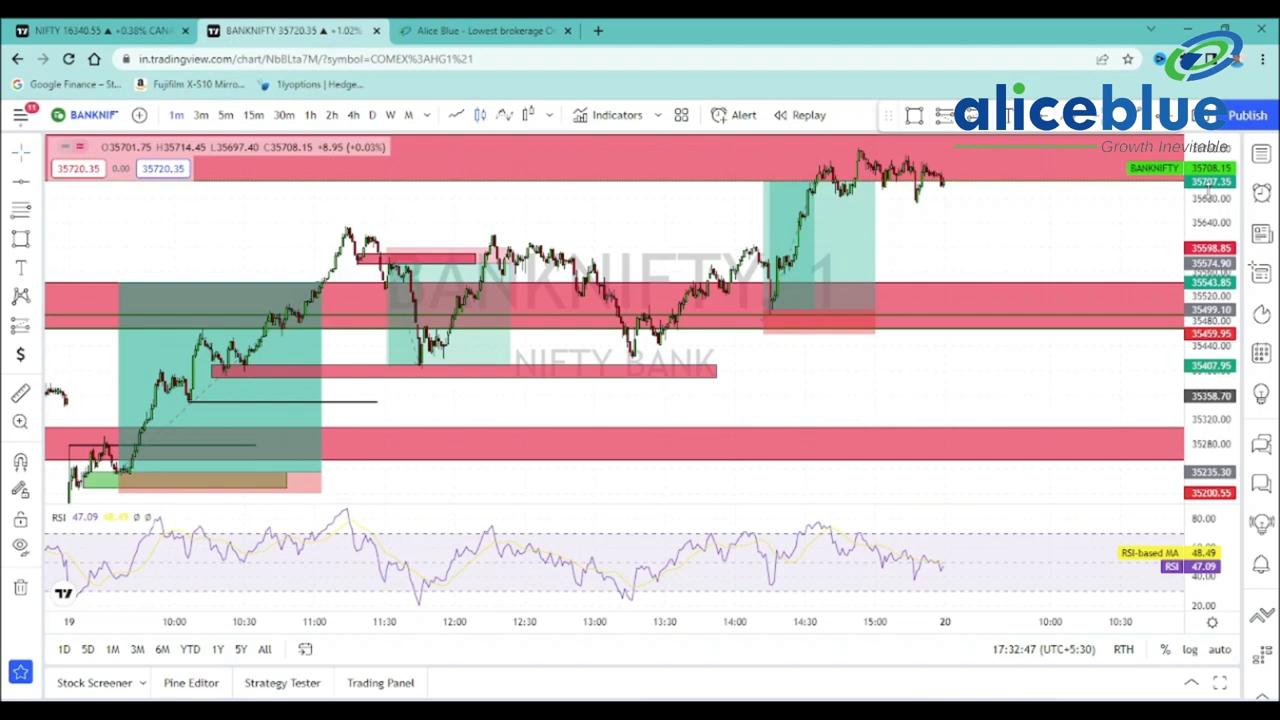 NIFTY 16340.55 ▲ +0.38% CAN
BANKNIFTY 35720.35 ▲ +1.02%
Alice Blue - Lowest brokerage
in.tradingview.com/chart/NbBLta7M/?symbol=COMEX%3AHG1%21
Google Finance – St...
Fujifilm X-S10 Mirro...
1lyoptions | Hedge...
aliceblue
Growth Inevitable
11
BANKNIF
1m 3m 5m 15m 30m 1h 2h 4h D W M
Indicators
Alert
Replay
Publish
O35701.75 H35714.45 L35697.40 C35708.15 +8.95 (+0.03%)
35720.35 0.00 35720.35
BANKNIFTY 35708.15
35707.35
35680.00
35640.00
35598.85
35574.90
35543.85
35520.00
35499.10
35480.00
35459.95
35440.00
35407.95
35358.70
35320.00
35280.00
35235.30
35200.55
BANKNIFTY, 1
NIFTY BANK
RSI 47.09 48.49 Ø Ø
80.00
RSI-based MA 48.49
RSI 47.09
40.00
20.00
19 10:00 10:30 11:00 11:30 12:00 12:30 13:00 13:30 14:00 14:30 15:00 20 10:00 10:30
1D 5D 1M 3M 6M YTD 1Y 5Y All
17:32:47 (UTC+5:30) RTH % log auto
Stock Screener Pine Editor Strategy Tester Trading Panel